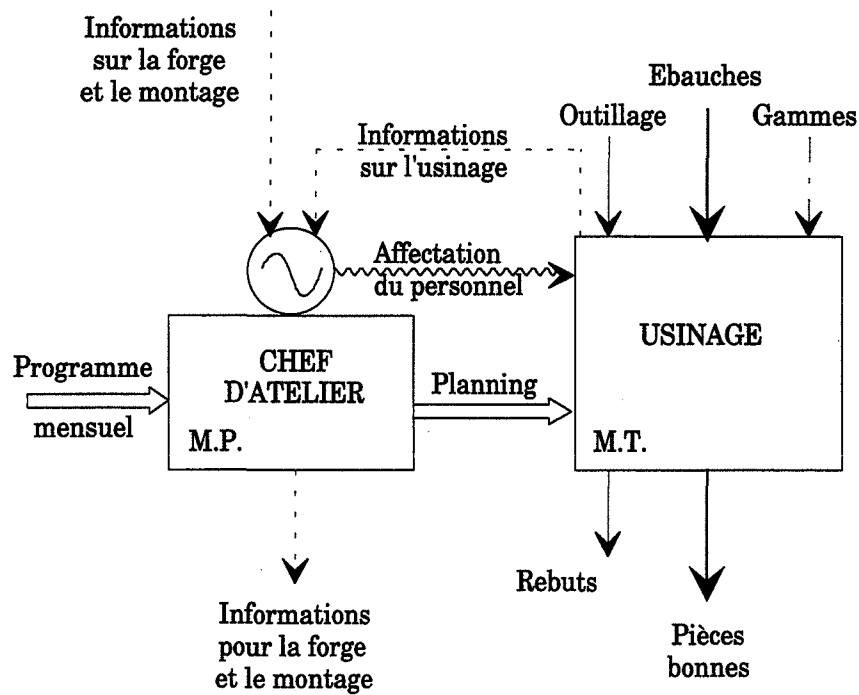 Informations
sur la forge
et le montage
Ebauches
Outillage
Gammes
Informations
sur l'usinage
Affectation
du personnel
USINAGE
M.T.
CHEF
D'ATELIER
M.P.
Programme
mensuel
Planning
Rebuts
Informations
pour la forge
et le montage
Pièces
bonnes